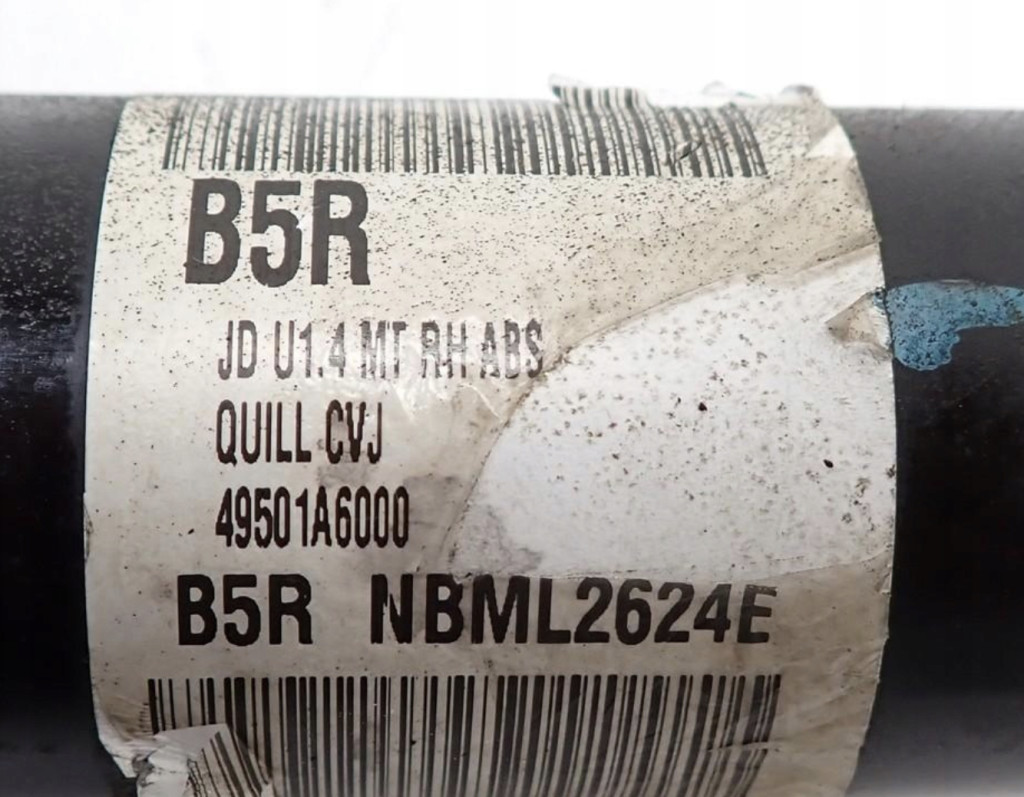 B5R
JD U1.4 MT RH ABS
QUILL CVJ
49501A6000
B5R NBML2624E